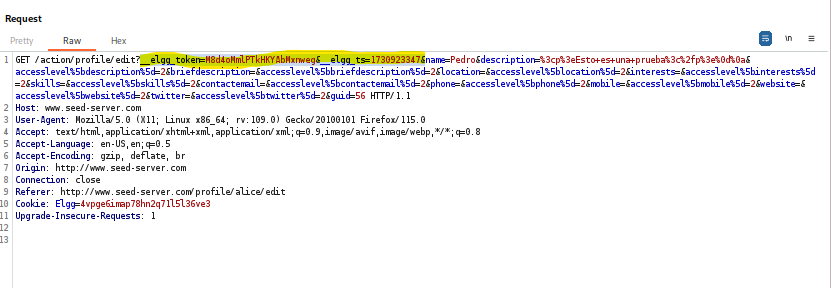 Request
Pretty Raw Hex
\n ≡
1 GET /action/profile/edit?__elgg_token=M8d4oMmlPTkHKYAbMxnweg&__elgg_ts=1730923347&name=Pedro&description=%3cp%3eEsto+es+una+prueba%3c%2fp%3e%0d%0a&
accesslevel%5bdescription%5d=2&briefdescription=&accesslevel%5bbriefdescription%5d=2&location=&accesslevel%5blocation%5d=2&interests=&accesslevel%5binterests%5d
=2&skills=&accesslevel%5bskills%5d=2&contactemail=&accesslevel%5bcontactemail%5d=2&phone=&accesslevel%5bphone%5d=2&mobile=&accesslevel%5bmobile%5d=2&website=&
accesslevel%5bwebsite%5d=2&twitter=&accesslevel%5btwitter%5d=2&guid=56 HTTP/1.1
2 Host: www.seed-server.com
3 User-Agent: Mozilla/5.0 (X11; Linux x86_64; rv:109.0) Gecko/20100101 Firefox/115.0
4 Accept: text/html,application/xhtml+xml,application/xml;q=0.9,image/avif,image/webp,*/*;q=0.8
5 Accept-Language: en-US,en;q=0.5
6 Accept-Encoding: gzip, deflate, br
7 Origin: http://www.seed-server.com
8 Connection: close
9 Referer: http://www.seed-server.com/profile/alice/edit
10 Cookie: Elgg=4vpge6imap78hn2q71l5l36ve3
11 Upgrade-Insecure-Requests: 1
12
13